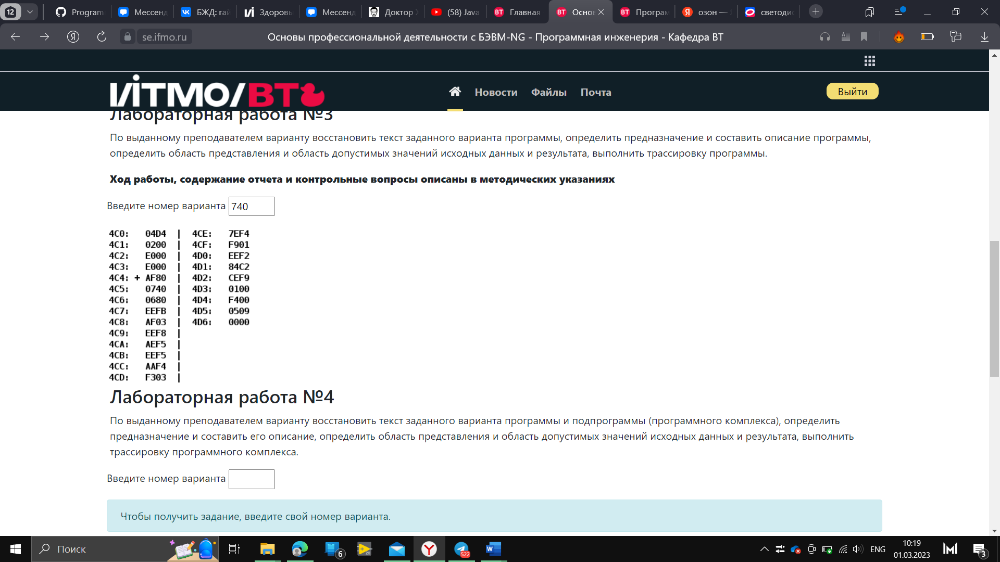 12
Program
Мессенд
БЖД: гай
Здоровь
Мессенд
Доктор
(58) Java
Главная
Осно
Програм
озон —
светоди
se.ifmo.ru
Основы профессиональной деятельности с БЭВМ-NG - Программная инженерия - Кафедра ВТ
ИТМО/ВТ
Новости Файлы Почта
Выйти
Лабораторная работа №3
По выданному преподавателем варианту восстановить текст заданного варианта программы, определить предназначение и составить описание программы,
определить область представления и область допустимых значений исходных данных и результата, выполнить трассировку программы.
Ход работы, содержание отчета и контрольные вопросы описаны в методических указаниях
Введите номер варианта 740
4C0: 04D4 | 4CE: 7EF4
4C1: 0200 | 4CF: F901
4C2: E000 | 4D0: EEF2
4C3: E000 | 4D1: 84C2
4C4: + AF80 | 4D2: CEF9
4C5: 0740 | 4D3: 0100
4C6: 0680 | 4D4: F400
4C7: EEFB | 4D5: 0509
4C8: AF03 | 4D6: 0000
4C9: EEF8 |
4CA: AEF5 |
4CB: EEF5 |
4CC: AAF4 |
4CD: F303 |
Лабораторная работа №4
По выданному преподавателем варианту восстановить текст заданного варианта программы и подпрограммы (программного комплекса), определить
предназначение и составить его описание, определить область представления и область допустимых значений исходных данных и результата, выполнить
трассировку программного комплекса.
Введите номер варианта
Чтобы получить задание, введите свой номер варианта.
Поиск
6
522
ENG
10:19
01.03.2023
3